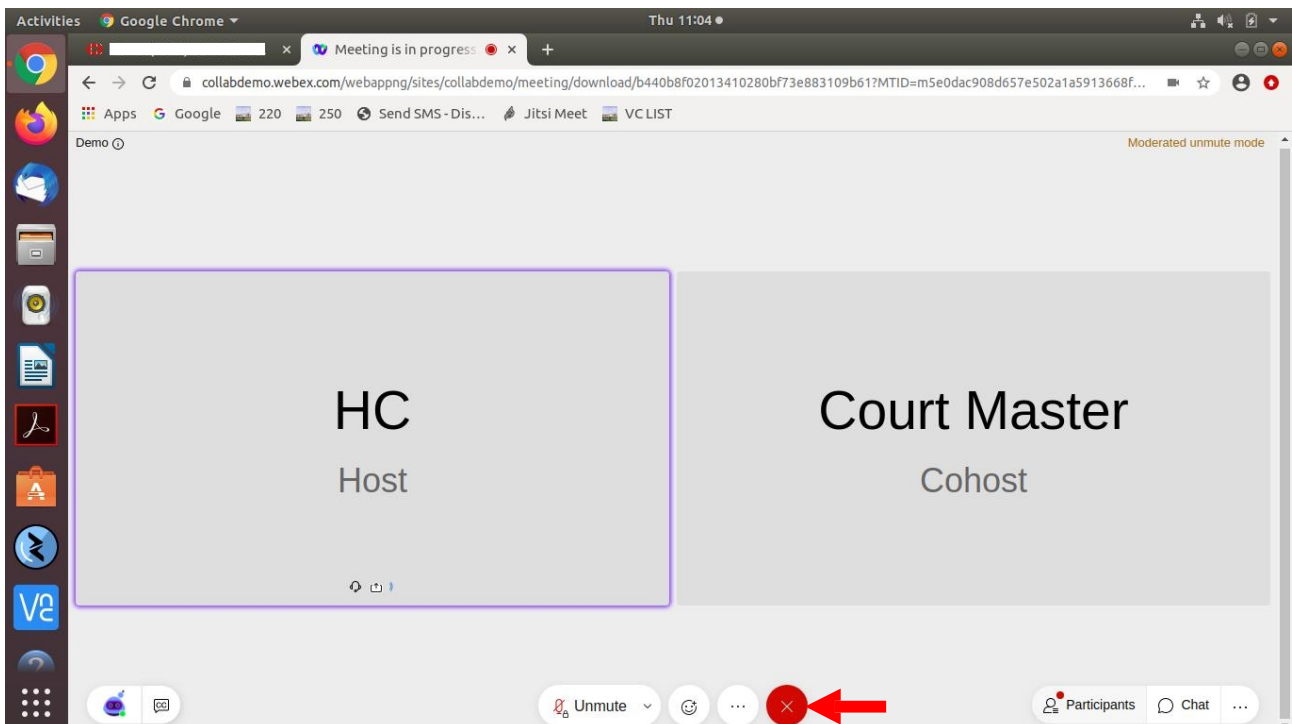 Activities Google Chrome Thu 11:04
Meeting is in progress
collabdemo.webex.com/webappng/sites/collabdemo/meeting/download/b440b8f02013410280bf73e883109b61?MTID=m5e0dac908d657e502a1a5913668f...
Apps Google 220 250 Send SMS - Dis... Jitsi Meet VC LIST
Demo Moderated unmute mode
HC Court Master
Host Cohost
CC Unmute Participants Chat